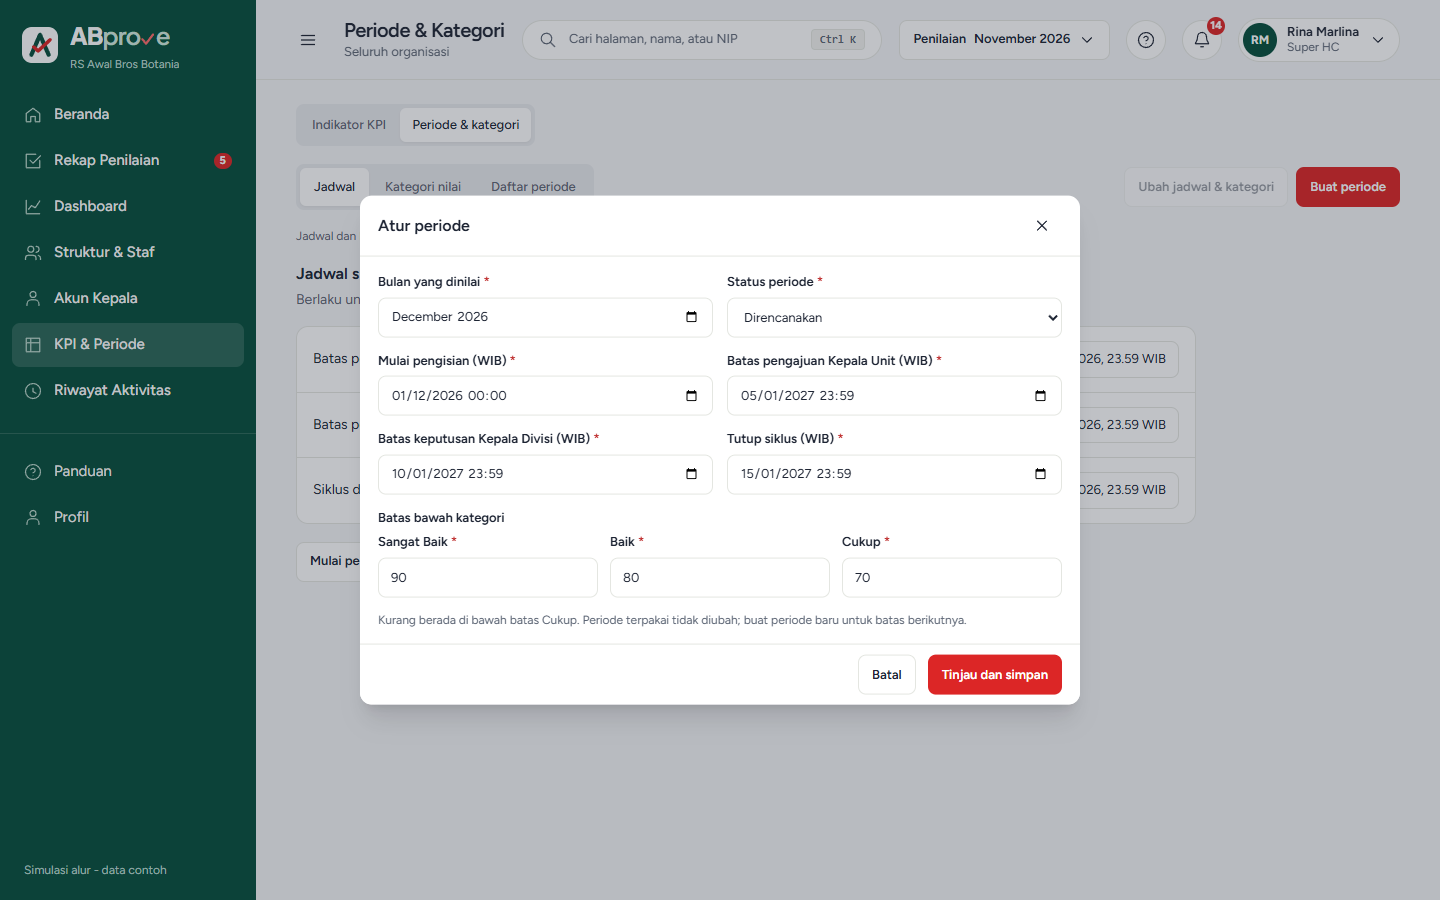 ABprove
RS Awal Bros Botania
Beranda
Rekap Penilaian 5
Dashboard
Struktur & Staf
Akun Kepala
KPI & Periode
Riwayat Aktivitas
Panduan
Profil
Simulasi alur - data contoh
Periode & Kategori
Seluruh organisasi
Cari halaman, nama, atau NIP Ctrl K
Penilaian November 2026
14
RM
Rina Marlina
Super HC
Indikator KPI Periode & kategori
Jadwal Kategori nilai Daftar periode
Ubah jadwal & kategori Buat periode
Jadwal dan
Jadwal s
Berlaku un
Batas p 026, 23.59 WIB
Batas p 026, 23.59 WIB
Siklus d 026, 23.59 WIB
Mulai pe
Atur periode
Bulan yang dinilai * Status periode *
December 2026 Direncanakan
Mulai pengisian (WIB) * Batas pengajuan Kepala Unit (WIB) *
01/12/2026 00:00 05/01/2027 23:59
Batas keputusan Kepala Divisi (WIB) * Tutup siklus (WIB) *
10/01/2027 23:59 15/01/2027 23:59
Batas bawah kategori
Sangat Baik * Baik * Cukup *
90 80 70
Kurang berada di bawah batas Cukup. Periode terpakai tidak diubah; buat periode baru untuk batas berikutnya.
Batal Tinjau dan simpan